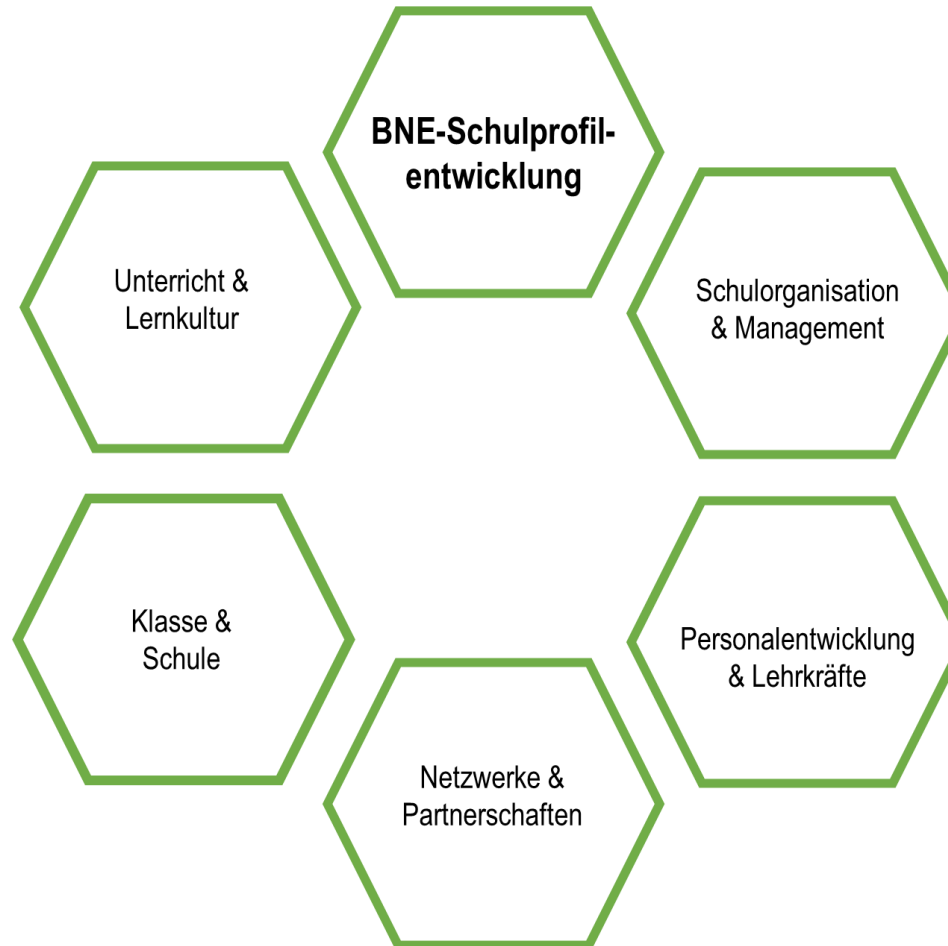 BNE-Schulprofil-
entwicklung
Unterricht &
Lernkultur
Schulorganisation
& Management
Klasse &
Schule
Personalentwicklung
& Lehrkräfte
Netzwerke &
Partnerschaften